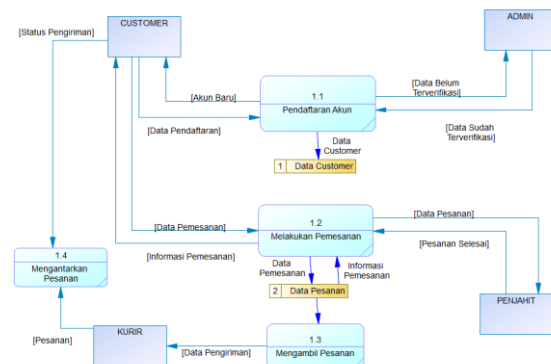 CUSTOMER
ADMIN
[Status Pengiriman]
[Akun Baru]
1.1
Pendaftaran Akun
[Data Belum
Terverifikasi]
[Data Pendaftaran]
[Data Sudah
Terverifikasi]
Data
Customer
1 Data Customer
1.2
Melakukan Pemesanan
[Data Pemesanan]
[Data Pesanan]
[Informasi Pemesanan]
[Pesanan Selesai]
1.4
Mengantarkan
Pesanan
Data
Pemesanan
Informasi
Pemesanan
2 Data Pesanan
PENJAHIT
[Pesanan]
KURIR
[Data Pengiriman]
1.3
Mengambil Pesanan